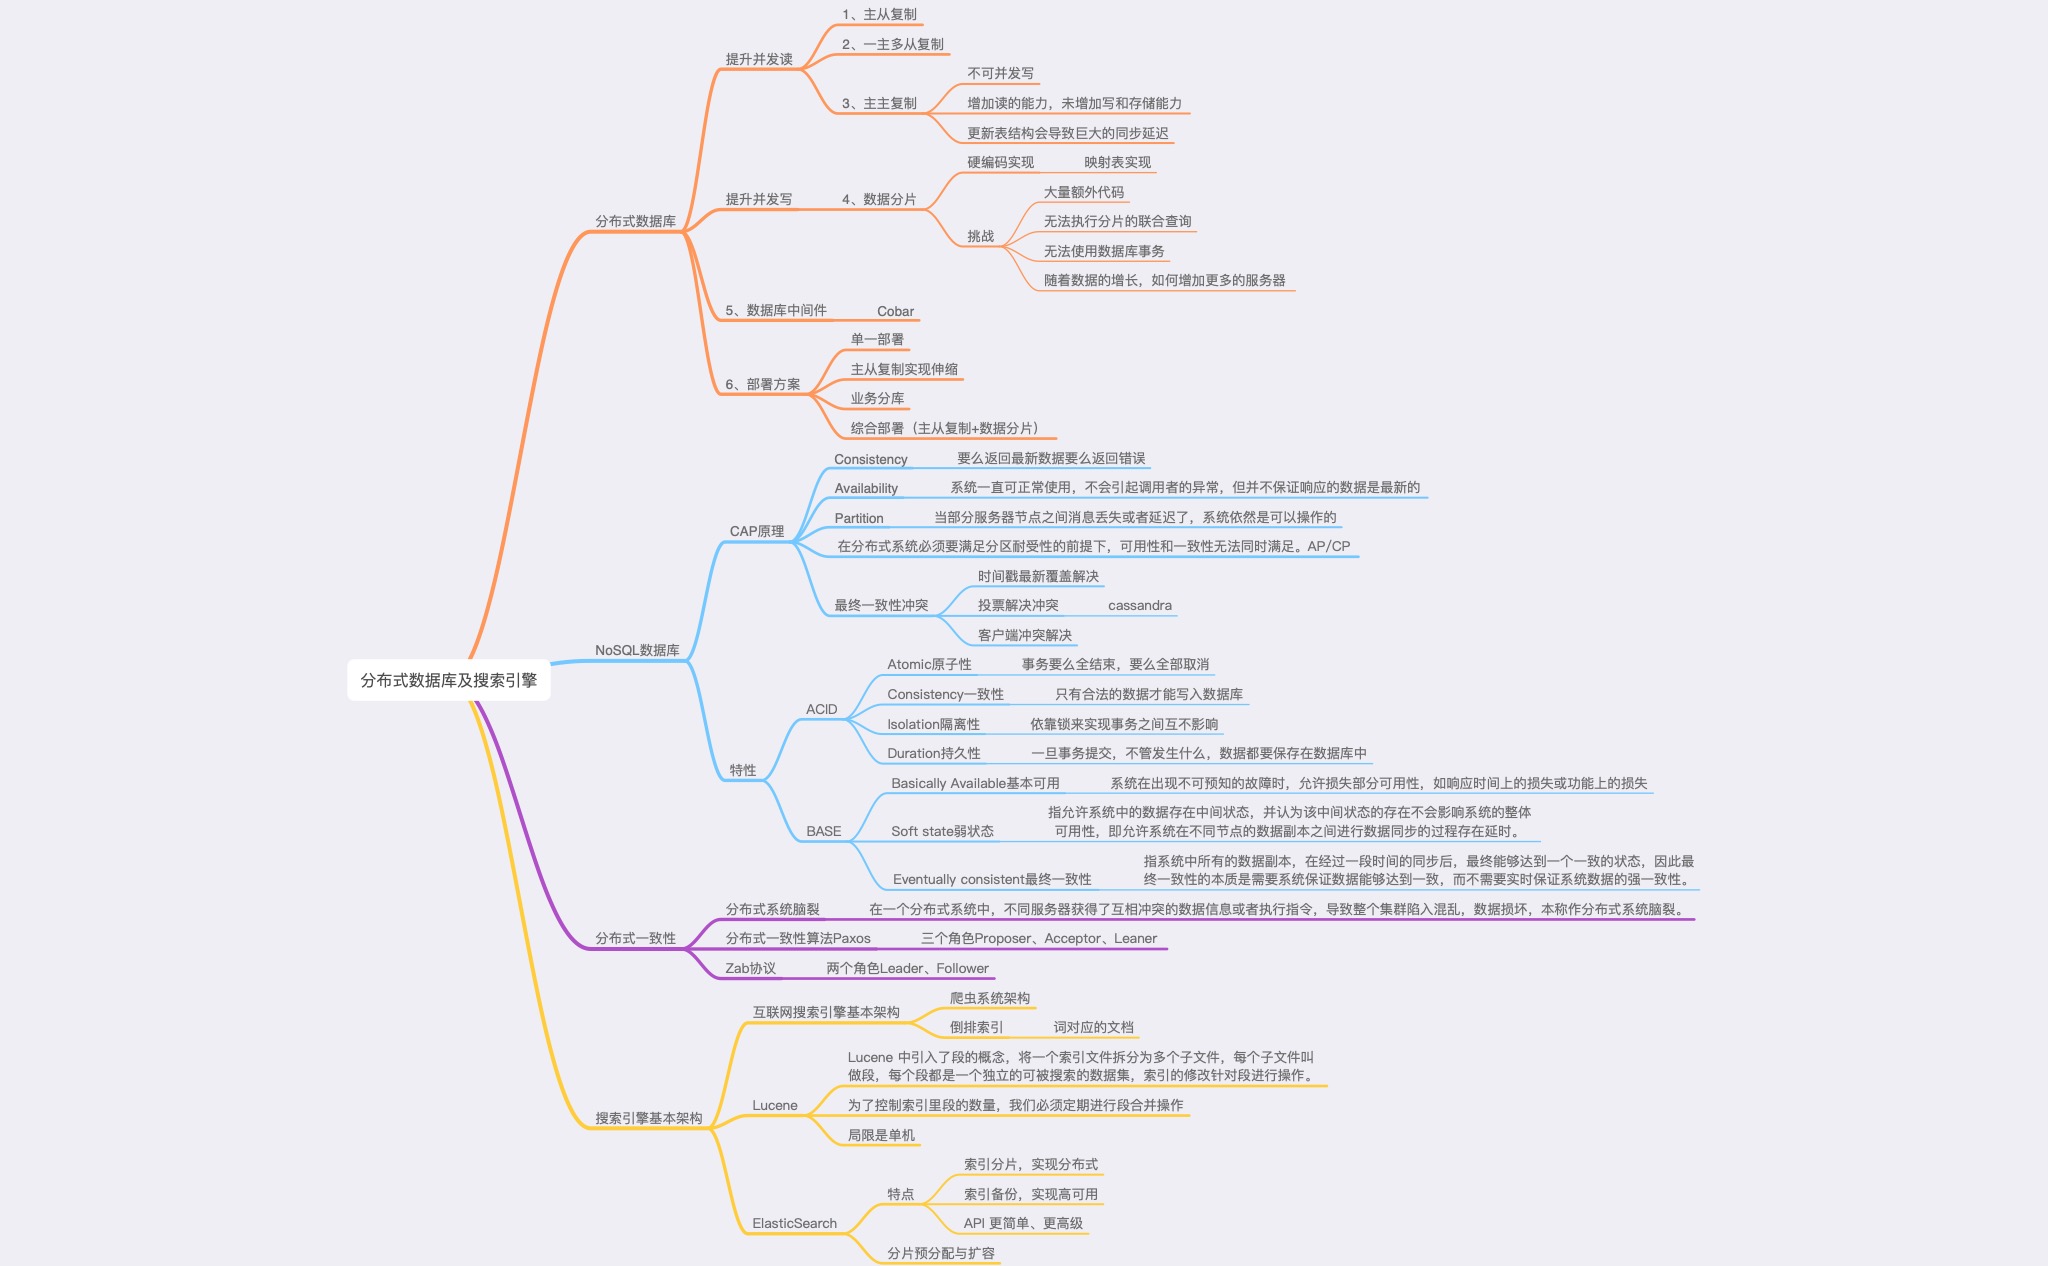 分布式数据库及搜索引擎
分布式数据库
提升并发读
1、主从复制
2、一主多从复制
3、主主复制
不可并发写
增加读的能力，未增加写和存储能力
更新表结构会导致巨大的同步延迟
提升并发写
4、数据分片
硬编码实现
映射表实现
挑战
大量额外代码
无法执行分片的联合查询
无法使用数据库事务
随着数据的增长，如何增加更多的服务器
5、数据库中间件
Cobar
6、部署方案
单一部署
主从复制实现伸缩
业务分库
综合部署（主从复制+数据分片）
NoSQL数据库
CAP原理
Consistency
要么返回最新数据要么返回错误
Availability
系统一直可正常使用，不会引起调用者的异常，但并不保证响应的数据是最新的
Partition
当部分服务器节点之间消息丢失或者延迟了，系统依然是可以操作的
在分布式系统必须要满足分区耐受性的前提下，可用性和一致性无法同时满足。AP/CP
最终一致性冲突
时间戳最新覆盖解决
投票解决冲突
cassandra
客户端冲突解决
特性
ACID
Atomic原子性
事务要么全结束，要么全部取消
Consistency一致性
只有合法的数据才能写入数据库
Isolation隔离性
依靠锁来实现事务之间互不影响
Duration持久性
一旦事务提交，不管发生什么，数据都要保存在数据库中
BASE
Basically Available基本可用
系统在出现不可预知的故障时，允许损失部分可用性，如响应时间上的损失或功能上的损失
Soft state弱状态
指允许系统中的数据存在中间状态，并认为该中间状态的存在不会影响系统的整体
可用性，即允许系统在不同节点的数据副本之间进行数据同步的过程存在延时。
Eventually consistent最终一致性
指系统中所有的数据副本，在经过一段时间的同步后，最终能够达到一个一致的状态，因此最
终一致性的本质是需要系统保证数据能够达到一致，而不需要实时保证系统数据的强一致性。
分布式一致性
分布式系统脑裂
在一个分布式系统中，不同服务器获得了互相冲突的数据信息或者执行指令，导致整个集群陷入混乱，数据损坏，本称作分布式系统脑裂。
分布式一致性算法Paxos
三个角色Proposer、Acceptor、Leaner
Zab协议
两个角色Leader、Follower
搜索引擎基本架构
互联网搜索引擎基本架构
爬虫系统架构
倒排索引
词对应的文档
Lucene
Lucene 中引入了段的概念，将一个索引文件拆分为多个子文件，每个子文件叫
做段，每个段都是一个独立的可被搜索的数据集，索引的修改针对段进行操作。
为了控制索引里段的数量，我们必须定期进行段合并操作
局限是单机
ElasticSearch
特点
索引分片，实现分布式
索引备份，实现高可用
API 更简单、更高级
分片预分配与扩容